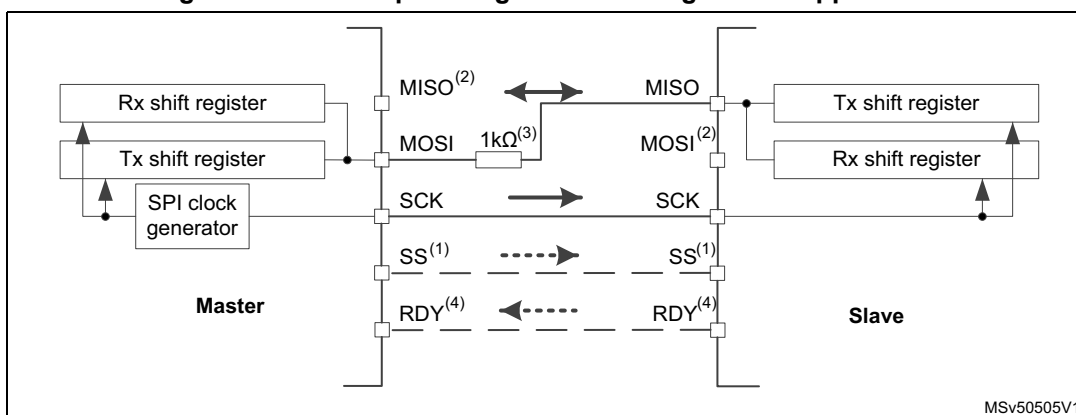 MISO(2)
MISO
Rx shift register
Tx shift register
MOSI
1kΩ(3)
MOSI(2)
Tx shift register
Rx shift register
SCK
SCK
SPI clock
generator
SS(1)
SS(1)
Master
RDY(4)
RDY(4)
Slave
MSv50505V1